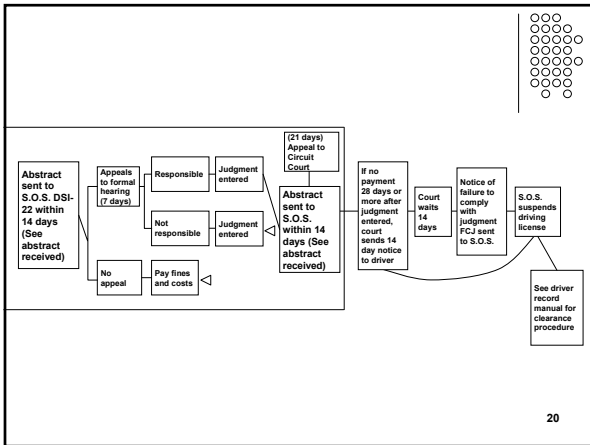 Abstract
sent to
S.O.S. DSI-
22 within
14 days
(See
abstract
received)
Appeals
to formal
hearing
(7 days)
No
appeal
Responsible
Not
responsible
Pay fines
and costs
Judgment
entered
Judgment
entered
(21 days)
Appeal to
Circuit
Court
Abstract
sent to
S.O.S.
within 14
days (See
abstract
received)
If no
payment
28 days or
more after
judgment
entered,
court
sends 14
day notice
to driver
Court
waits
14
days
Notice of
failure to
comply
with
judgment
FCJ sent
to S.O.S.
S.O.S.
suspends
driving
license
See driver
record
manual for
clearance
procedure
20